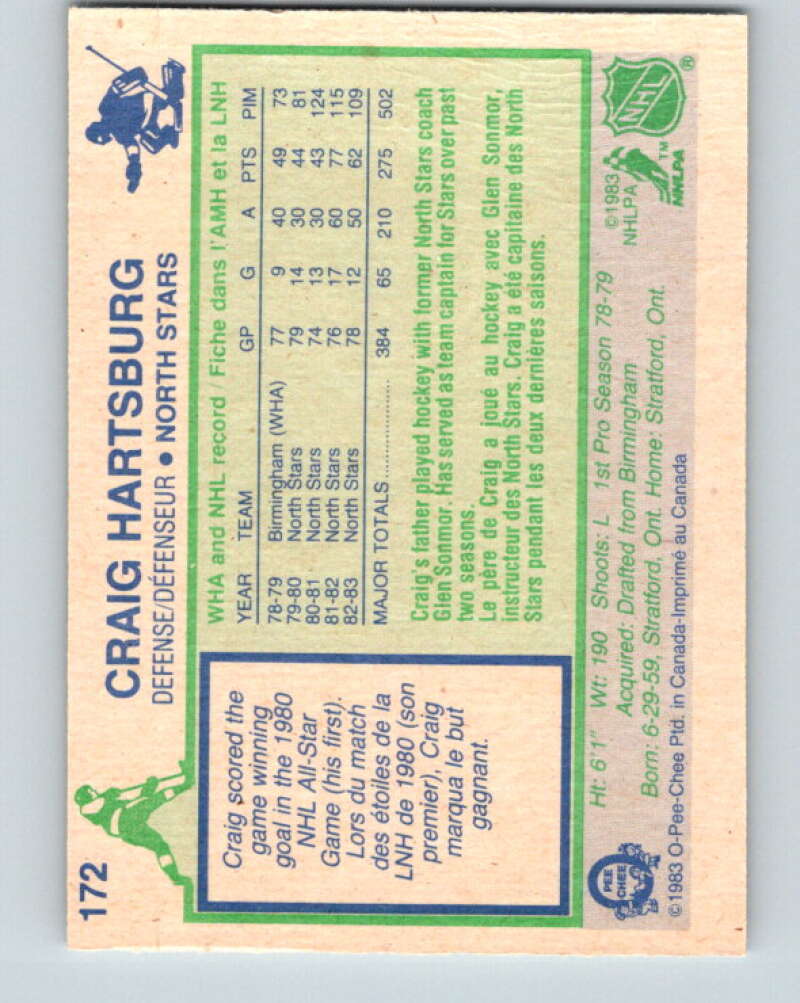 172
CRAIG HARTSBURG
DEFENSE/DÉFENSEUR • NORTH STARS
Craig scored the
game winning
goal in the 1980
NHL All-Star
Game (his first).
Lors du match
des étoiles de la
LNH de 1980 (son
premier), Craig
marqua le but
gagnant.
WHA and NHL record / Fiche dans l'AMH et la LNH
YEAR TEAM GP G A PTS PIM
78-79 Birmingham (WHA) 77 9 40 49 73
79-80 North Stars 79 14 30 44 81
80-81 North Stars 74 13 30 43 124
81-82 North Stars 76 17 60 77 115
82-83 North Stars 78 12 50 62 109
MAJOR TOTALS .................... 384 65 210 275 502
Craig's father played hockey with former North Stars coach
Glen Sonmor. Has served as team captain for Stars over past
two seasons.
Le père de Craig a joué au hockey avec Glen Sonmor,
instructeur des North Stars. Craig a été capitaine des North
Stars pendant les deux dernières saisons.
Ht: 6'1" Wt: 190 Shoots: L 1st Pro Season 78-79
Acquired: Drafted from Birmingham
Born: 6-29-59, Stratford, Ont. Home: Stratford, Ont.
©1983 O-Pee-Chee Ptd. in Canada-Imprimé au Canada
O
PEE
CHEE
©1983
NHLPA
TM
NHLPA
NHL
®